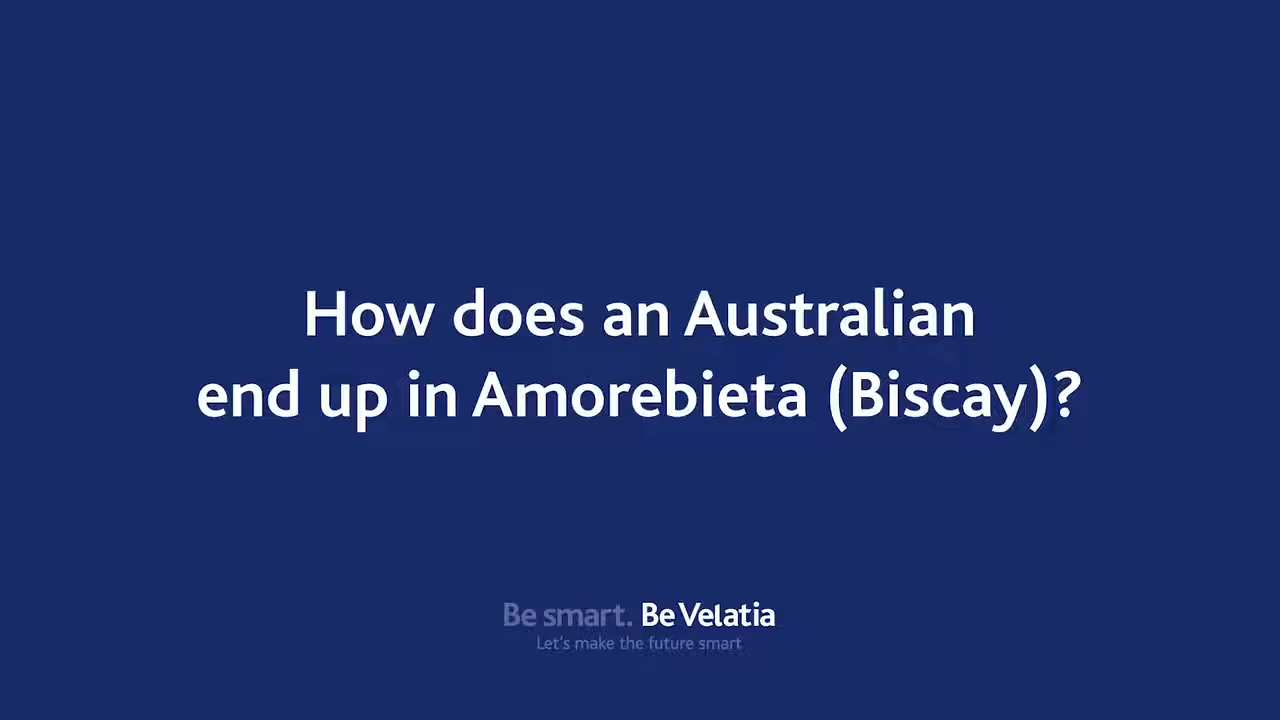 How does an Australian
end up in Amorebieta (Biscay)?
Be smart. Be Velatia
Let's make the future smart